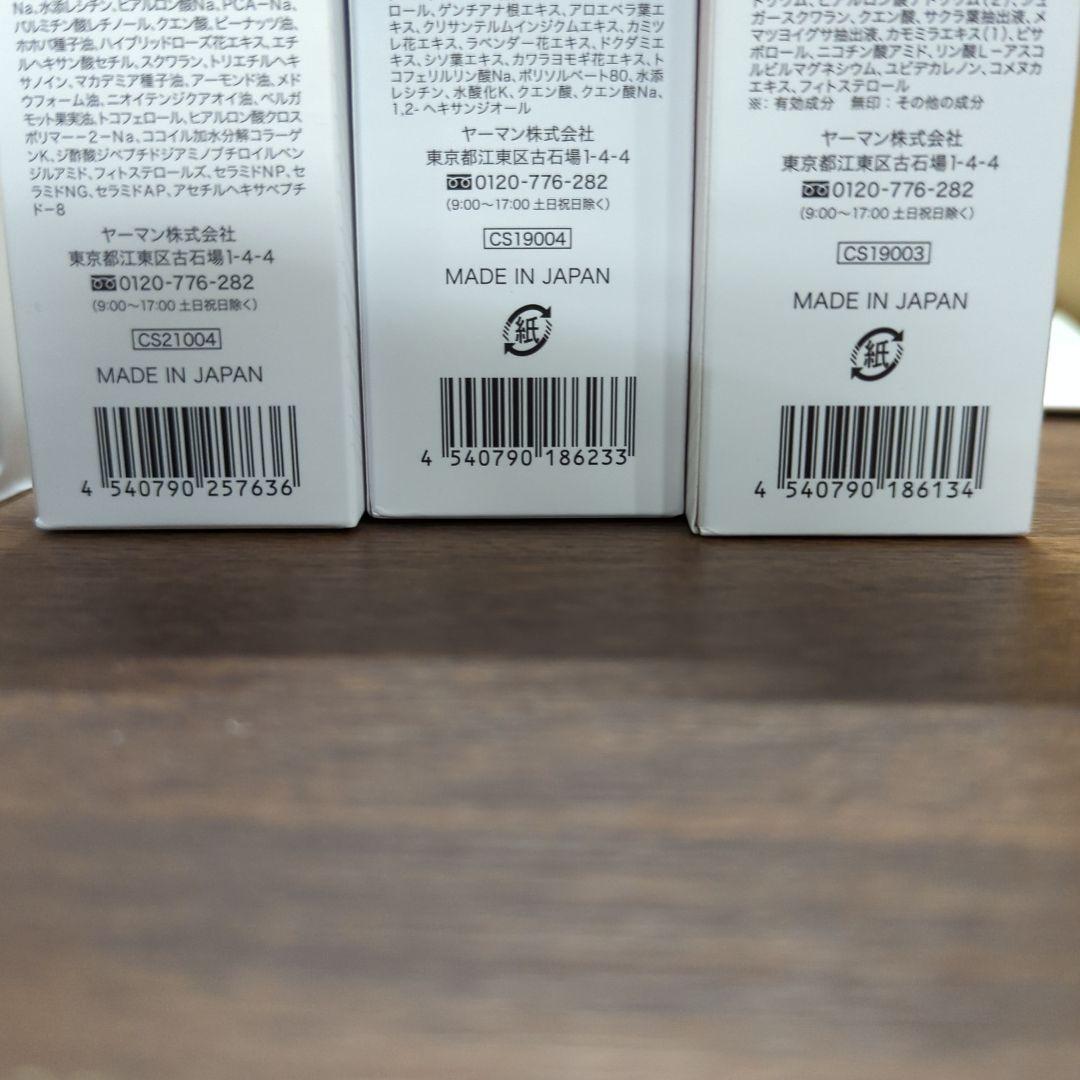 Na、水添レシチン、ヒアルロン酸Na、PCA−Na、
パルミチン酸レチノール、クエン酸、ピーナッツ油、
ホホバ種子油、ハイブリッドローズ花エキス、エチ
ルヘキサン酸セチル、スクワラン、トリエチルヘキ
サノイン、マカデミア種子油、アーモンド油、メド
ウフォーム油、ニオイテンジクアオイ油、ベルガ
モット果実油、トコフェロール、ヒアルロン酸クロス
ポリマー−2−Na、ココイル加水分解コラーゲ
ンK、ジ酢酸ジペプチドジアミノブチロイルベン
ジルアミド、フィトステロールズ、セラミドNP、セ
ラミドNG、セラミドAP、アセチルヘキサペプチ
ド−8
ヤーマン株式会社
東京都江東区古石場1-4-4
0120-776-282
(9:00〜17:00 土日祝日除く)
CS21004
MADE IN JAPAN
4 540790 257636
ロール、ゲンチアナ根エキス、アロエベラ葉エ
キス、クリサンテルムインジクムエキス、カミツ
レ花エキス、ラベンダー花エキス、ドクダミエ
キス、シソ葉エキス、カワラヨモギ花エキス、ト
コフェリルリン酸Na、ポリソルベート80、水添
レシチン、水酸化K、クエン酸、クエン酸Na、
1,2-ヘキサンジオール
ヤーマン株式会社
東京都江東区古石場1-4-4
0120-776-282
(9:00〜17:00 土日祝日除く)
CS19004
MADE IN JAPAN
紙
4 540790 186233
ガースクワラン、クエン酸、サクラ葉抽出液、メ
マツヨイグサ抽出液、カモミラエキス(1)、ビサ
ボロール、ニコチン酸アミド、リン酸L−アスコ
ルビルマグネシウム、ユビデカレノン、コメヌカ
エキス、フィトステロール
※：有効成分 無印：その他の成分
ヤーマン株式会社
東京都江東区古石場1-4-4
0120-776-282
(9:00〜17:00 土日祝日除く)
CS19003
MADE IN JAPAN
紙
4 540790 186134